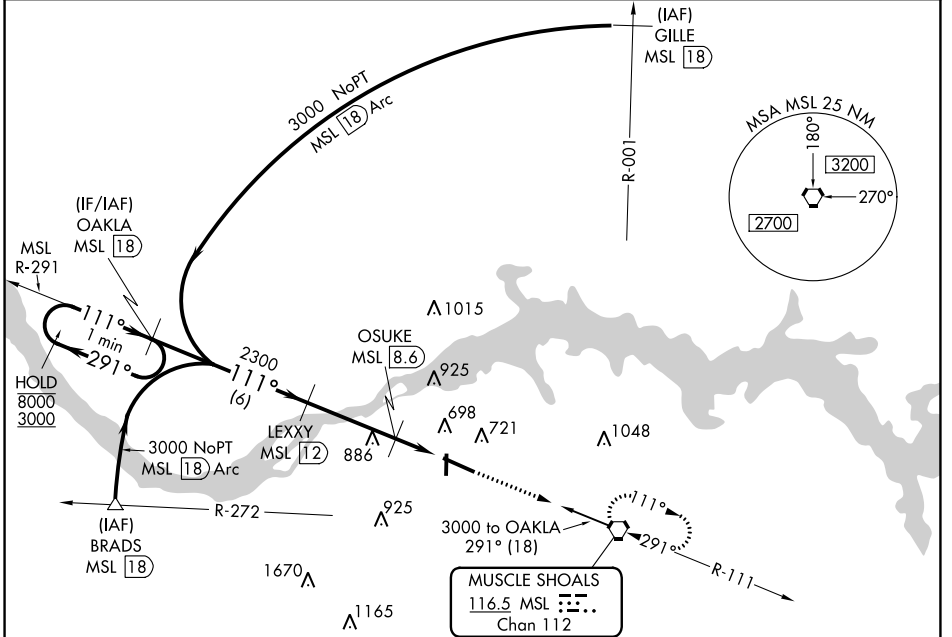 (IAF)
GILLE
MSL 18
3000 NoPT
MSL 18 Arc
R-001
MSA MSL 25 NM
180°
3200
270°
2700
(IF/IAF)
OAKLA
MSL 18
MSL
R-291
111°
1 min
291°
HOLD
8000
3000
2300
111°
(6)
OSUKE
MSL 8.6
1015
925
698
721
1048
886
LEXXY
MSL 12
3000 NoPT
MSL 18 Arc
R-272
(IAF)
BRADS
MSL 18
925
1670
1165
3000 to OAKLA
291° (18)
111°
291°
R-111
MUSCLE SHOALS
116.5 MSL
Chan 112